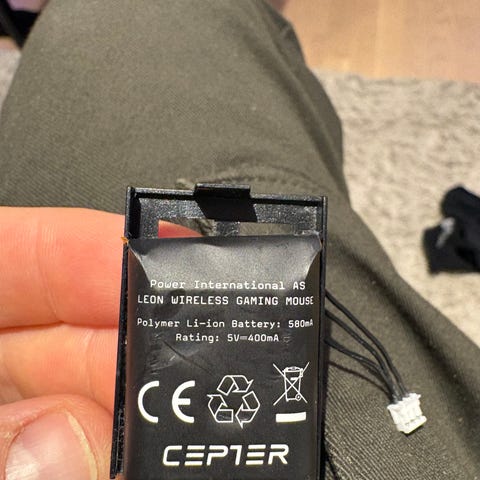 Power International AS
LEON WIRELESS GAMING MOUSE
Polymer Li-ion Battery: 580mA
Rating: 5V⎓400mA
CE
CEPTER